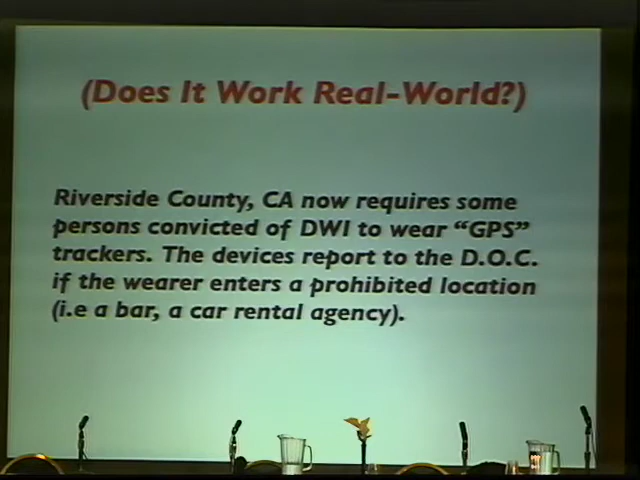 (Does It Work Real-World?)
Riverside County, CA now requires some
persons convicted of DWI to wear “GPS”
trackers. The devices report to the D.O.C.
if the wearer enters a prohibited location
(i.e a bar, a car rental agency).